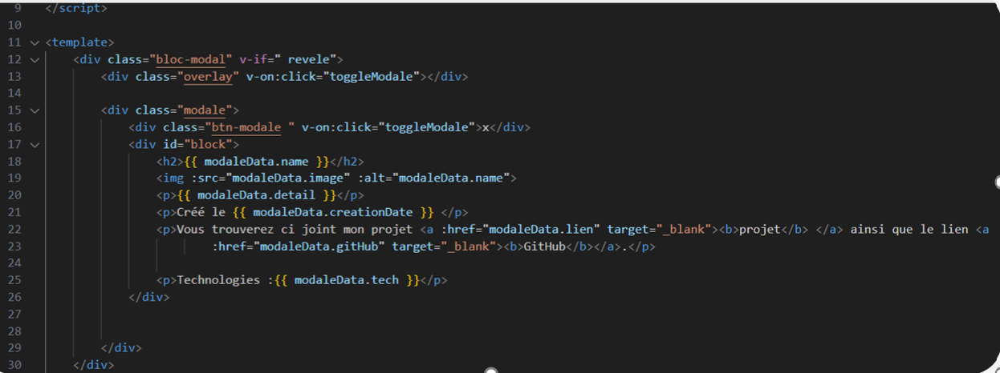 9 </script>
10
11 <template>
12 <div class="bloc-modal" v-if=" revele">
13 <div class="overlay" v-on:click="toggleModale"></div>
14
15 <div class="modale">
16 <div class="btn-modale " v-on:click="toggleModale">x</div>
17 <div id="block">
18 <h2>{{ modaleData.name }}</h2>
19 <img :src="modaleData.image" :alt="modaleData.name">
20 <p>{{ modaleData.detail }}</p>
21 <p>Créé le {{ modaleData.creationDate }} </p>
22 <p>Vous trouverez ci joint mon projet <a :href="modaleData.lien" target="_blank"><b>projet</b> </a> ainsi que le lien <a
23 :href="modaleData.gitHub" target="_blank"><b>GitHub</b></a>.</p>
24
25 <p>Technologies :{{ modaleData.tech }}</p>
26 </div>
27
28
29 </div>
30 </div>